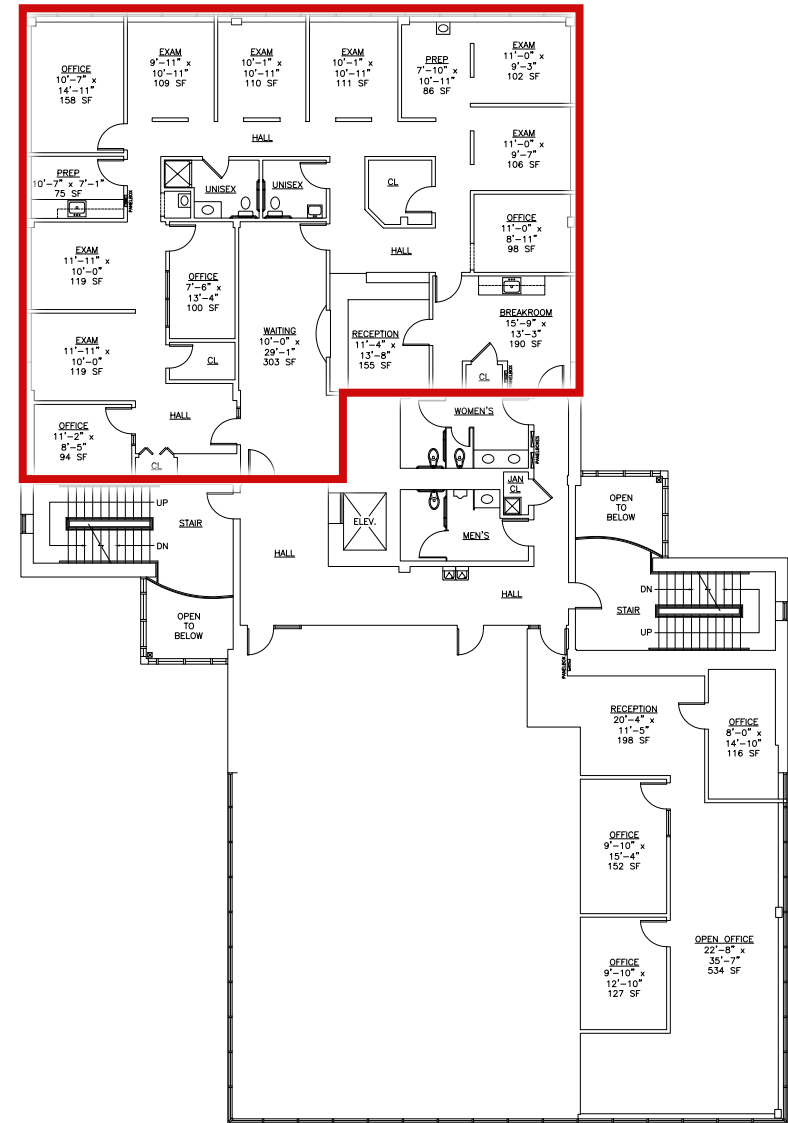 OFFICE
10'-7" x
14'-11"
158 SF
EXAM
9'-11" x
10'-11"
109 SF
EXAM
10'-1" x
10'-11"
110 SF
EXAM
10'-1" x
10'-11"
111 SF
PREP
7'-10" x
10'-11"
86 SF
EXAM
11'-0" x
9'-3"
102 SF
HALL
EXAM
11'-0" x
9'-7"
106 SF
PREP
10'-7" x 7'-1"
75 SF
PANELBOX
UNISEX
UNISEX
CL
OFFICE
11'-0" x
8'-11"
98 SF
HALL
EXAM
11'-11" x
10'-0"
119 SF
OFFICE
7'-6" x
13'-4"
100 SF
WAITING
10'-0" x
29'-1"
303 SF
RECEPTION
11'-4" x
13'-8"
155 SF
BREAKROOM
15'-9" x
13'-3"
190 SF
EXAM
11'-11" x
10'-0"
119 SF
CL
CL
PANELBOX
HALL
OFFICE
11'-2" x
8'-5"
94 SF
CL
WOMEN'S
PANELBOXES
JAN
CL
UP
STAIR
DN
ELEV.
MEN'S
HALL
OPEN
TO
BELOW
HALL
DN
STAIR
UP
OPEN
TO
BELOW
PANELBOX
RECEPTION
20'-4" x
11'-5"
198 SF
OFFICE
8'-0" x
14'-10"
116 SF
OFFICE
9'-10" x
15'-4"
152 SF
OPEN OFFICE
22'-8" x
35'-7"
534 SF
OFFICE
9'-10" x
12'-10"
127 SF